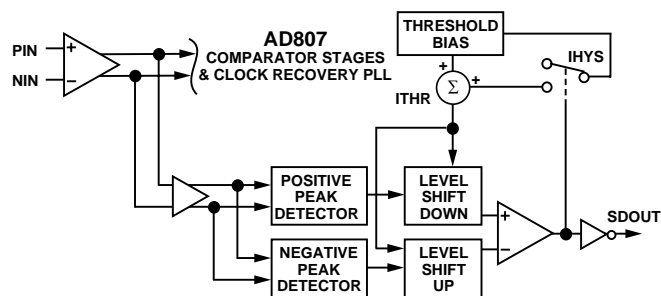 THRESHOLD
BIAS
AD807
COMPARATOR STAGES
& CLOCK RECOVERY PLL
PIN
NIN
+
−
+
+
IHYS
ITHR
Σ
POSITIVE
PEAK
DETECTOR
LEVEL
SHIFT
DOWN
+
−
SDOUT
NEGATIVE
PEAK
DETECTOR
LEVEL
SHIFT
UP